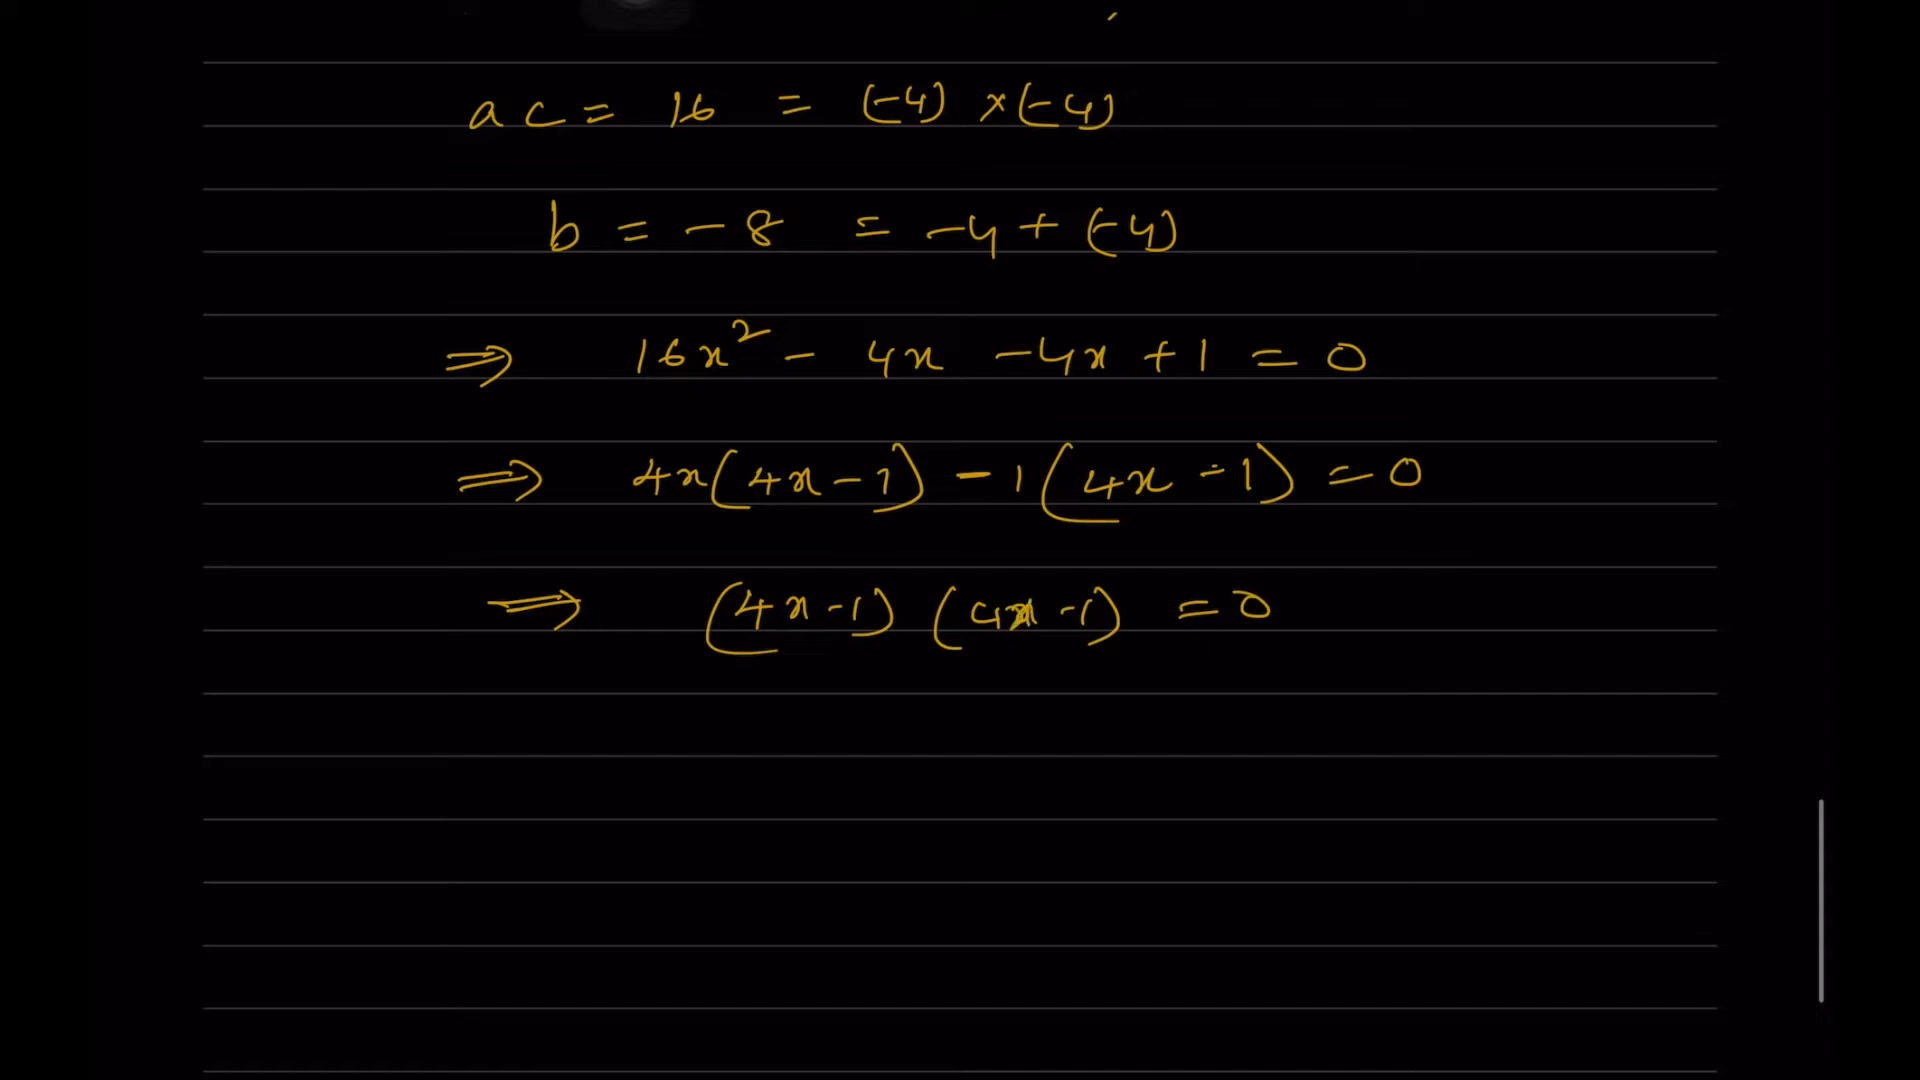 ac = 16 = (-4) × (-4)
b = -8 = -4 + (-4)
⇒ 16x² - 4x - 4x + 1 = 0
⇒ 4x(4x - 1) - 1(4x - 1) = 0
⇒ (4x - 1) (4x - 1) = 0